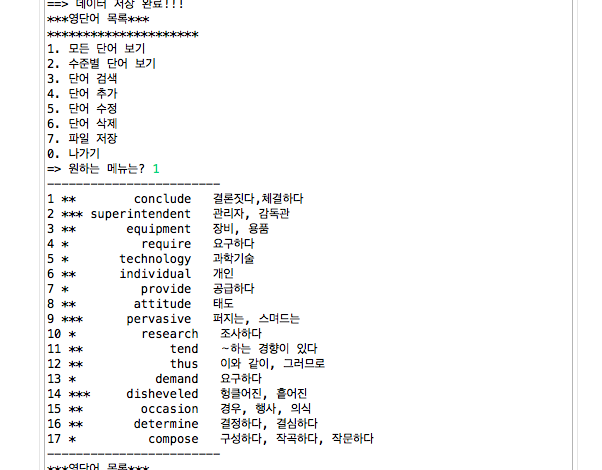 ==> 데이터 저장 완료!!!
***영단어 목록***
*********************
1. 모든 단어 보기
2. 수준별 단어 보기
3. 단어 검색
4. 단어 추가
5. 단어 수정
6. 단어 삭제
7. 파일 저장
0. 나가기
=> 원하는 메뉴는? 1
------------------------
1 ** conclude 결론짓다,체결하다
2 *** superintendent 관리자, 감독관
3 ** equipment 장비, 용품
4 * require 요구하다
5 * technology 과학기술
6 ** individual 개인
7 * provide 공급하다
8 ** attitude 태도
9 *** pervasive 퍼지는, 스며드는
10 * research 조사하다
11 ** tend ~하는 경향이 있다
12 ** thus 이와 같이, 그러므로
13 * demand 요구하다
14 *** disheveled 헝클어진, 흩어진
15 ** occasion 경우, 행사, 의식
16 ** determine 결정하다, 결심하다
17 * compose 구성하다, 작곡하다, 작문하다
------------------------
***영단어 목록***